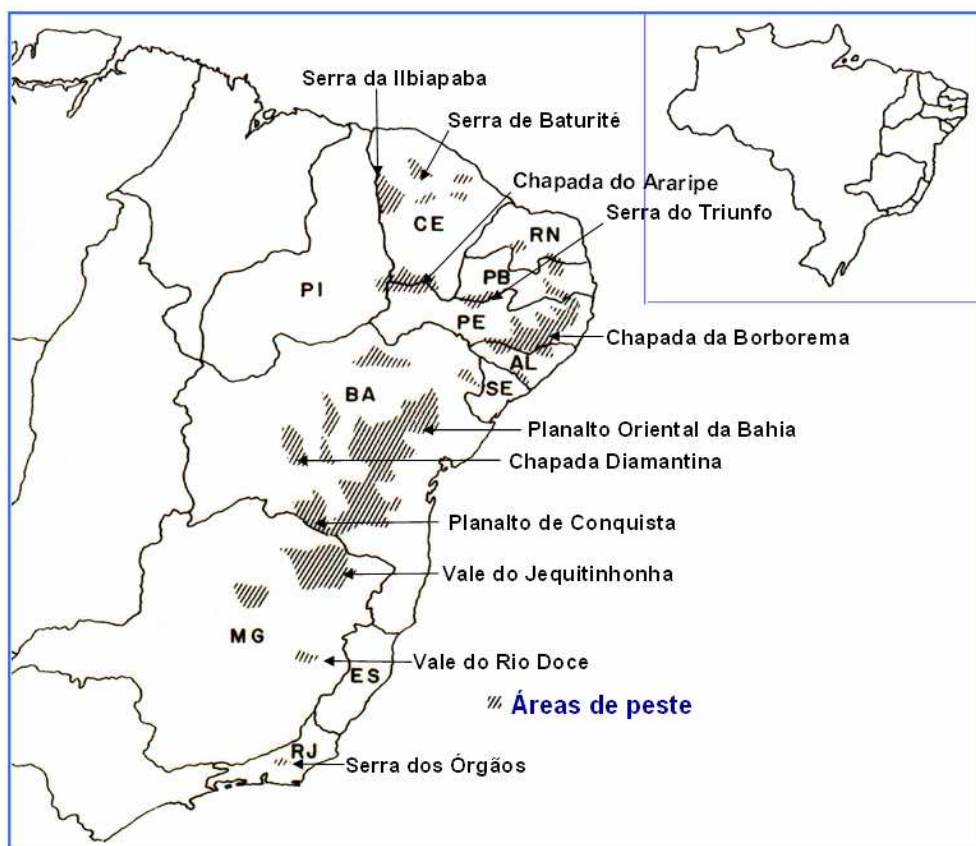 Serra da Ilbiapaba
Serra de Baturité
Chapada do Araripe
Serra do Triunfo
CE
RN
PB
PI
PE
Chapada da Borborema
AL
SE
BA
Planalto Oriental da Bahia
Chapada Diamantina
Planalto de Conquista
Vale do Jequitinhonha
MG
Vale do Rio Doce
ES
Áreas de peste
RJ
Serra dos Órgãos